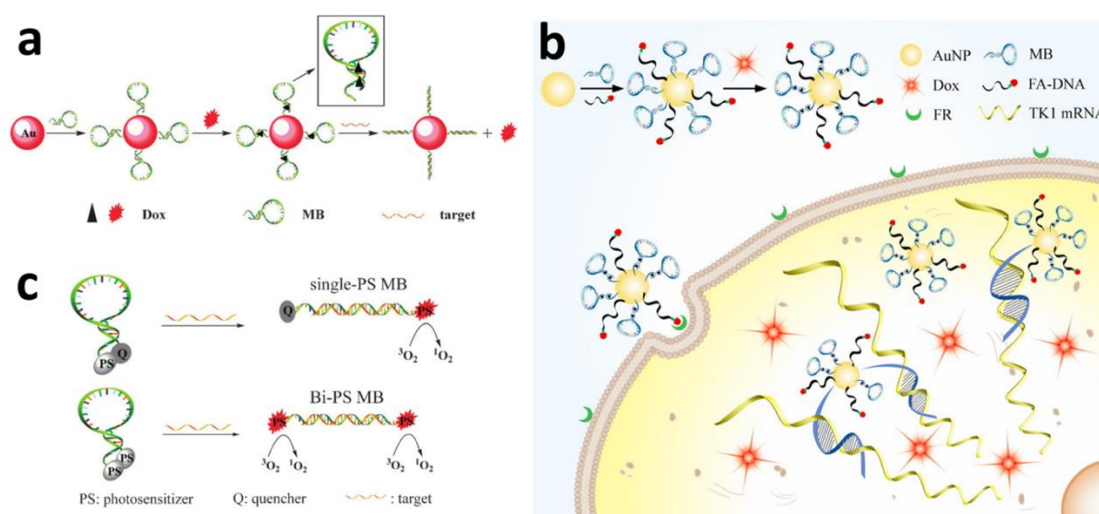 a
Au
Dox
MB
target
b
AuNP
MB
Dox
FA-DNA
FR
TK1 mRNA
c
single-PS MB
Q
PS
Q
PS
³O₂
¹O₂
Bi-PS MB
PS
PS
PS
PS
³O₂
¹O₂
³O₂
¹O₂
PS: photosensitizer Q: quencher : target